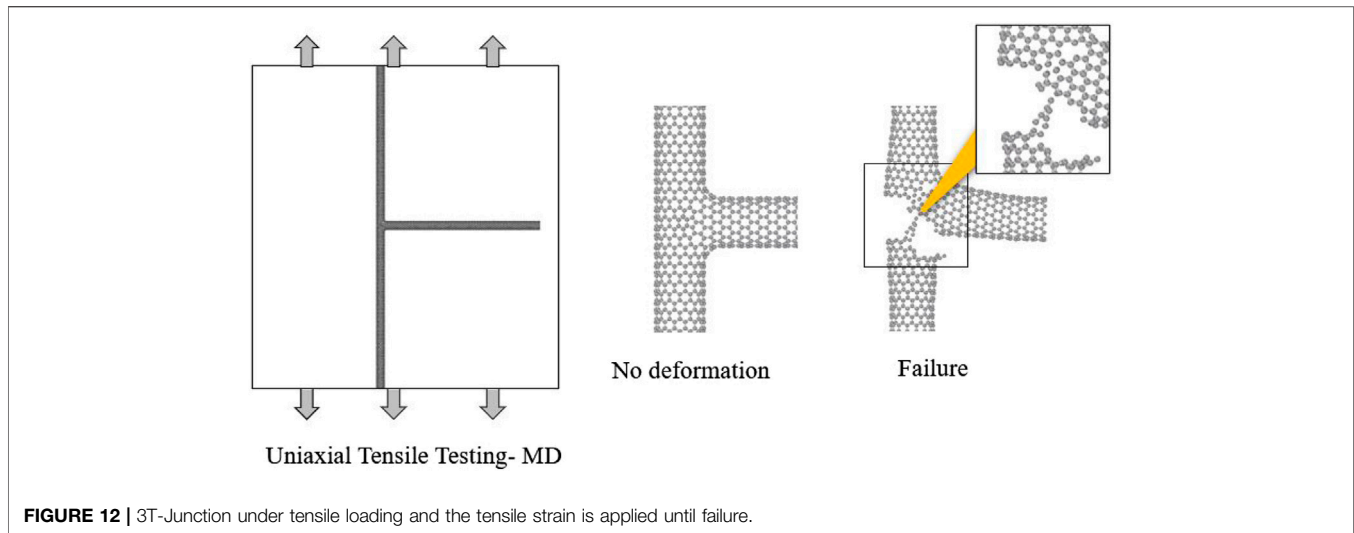 No deformation
Failure
Uniaxial Tensile Testing- MD
FIGURE 12 | 3T-Junction under tensile loading and the tensile strain is applied until failure.